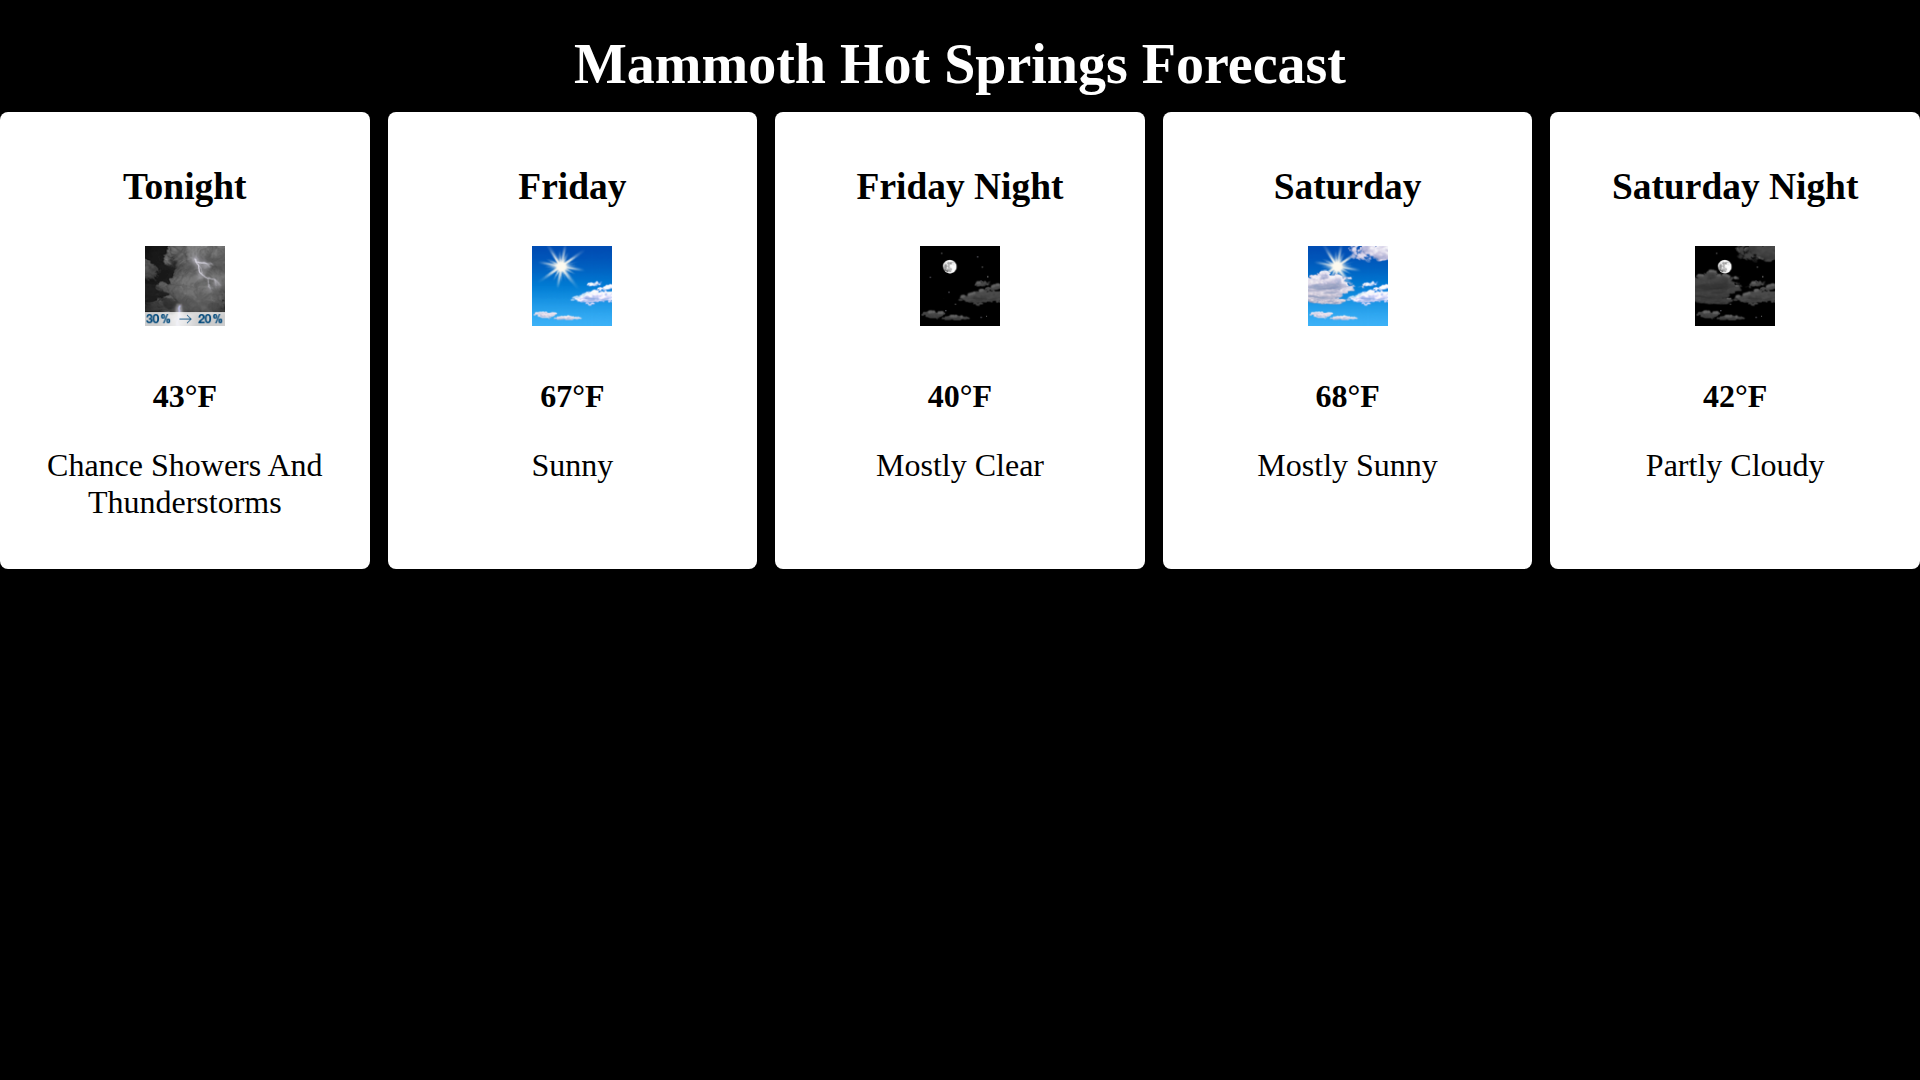 Mammoth Hot Springs Forecast
Tonight
30% → 20%
43°F
Chance Showers And
Thunderstorms
Friday
67°F
Sunny
Friday Night
40°F
Mostly Clear
Saturday
68°F
Mostly Sunny
Saturday Night
42°F
Partly Cloudy